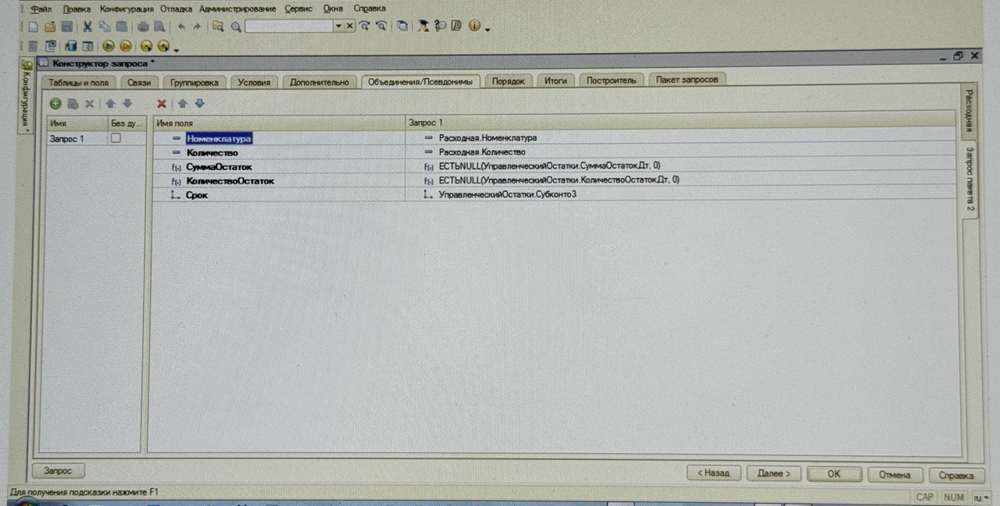 Файл Правка Конфигурация Отладка Администрирование Сервис Окна Справка
Конструктор запроса *
Конфигурация *
Таблицы и поля Связи Группировка Условия Дополнительно Объединения/Псевдонимы Порядок Итоги Построитель Пакет запросов
Расходная
Запрос пакета 2
Имя Без ду... Имя поля Запрос 1
Запрос 1 Номенклатура Расходная.Номенклатура
Количество Расходная.Количество
СуммаОстаток ЕСТЬNULL(УправленческийОстатки.СуммаОстатокДт, 0)
КоличествоОстаток ЕСТЬNULL(УправленческийОстатки.КоличествоОстатокДт, 0)
Срок УправленческийОстатки.Субконто3
Запрос < Назад Далее > ОК Отмена Справка
Для получения подсказки нажмите F1 CAP NUM ru